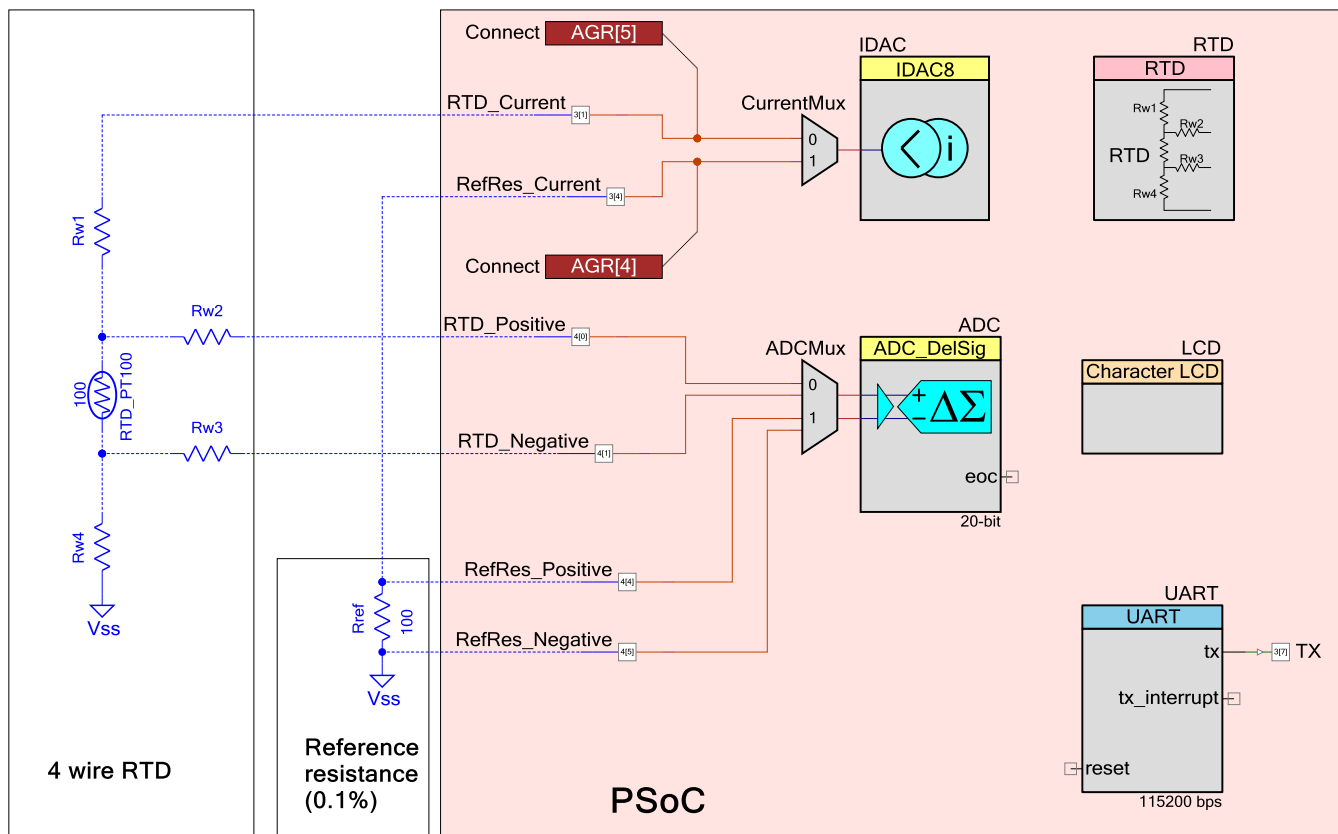 Connect AGR[5]
IDAC
RTD
IDAC8
RTD
RTD_Current
3[1]
CurrentMux
0
1
i
Rw1
Rw2
RTD
Rw3
Rw4
RefRes_Current
3[4]
Rw1
Connect AGR[4]
Rw2
RTD_Positive
4[0]
ADCMux
0
1
ADC
ADC_DelSig
+
−
ΔΣ
eoc
20-bit
LCD
Character LCD
100
RTD_PT100
Rw3
RTD_Negative
4[1]
Rw4
Vss
RefRes_Positive
4[4]
Rref
100
RefRes_Negative
4[5]
Vss
UART
UART
tx
3[7]
TX
tx_interrupt
reset
115200 bps
4 wire RTD
Reference
resistance
(0.1%)
PSoC